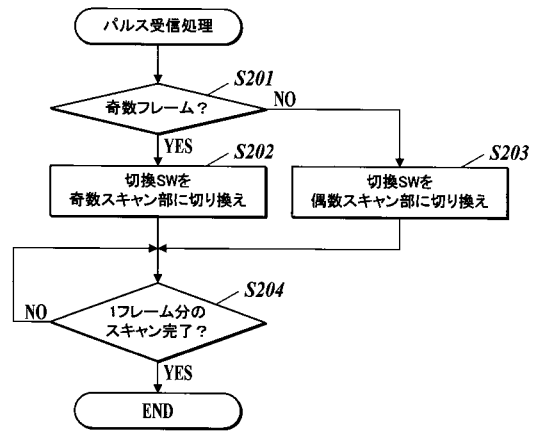 パルス受信処理
S201
奇数フレーム?
NO
YES
S202
切換SWを
奇数スキャン部に切り換え
S203
切換SWを
偶数スキャン部に切り換え
S204
1フレーム分の
スキャン完了?
NO
YES
END